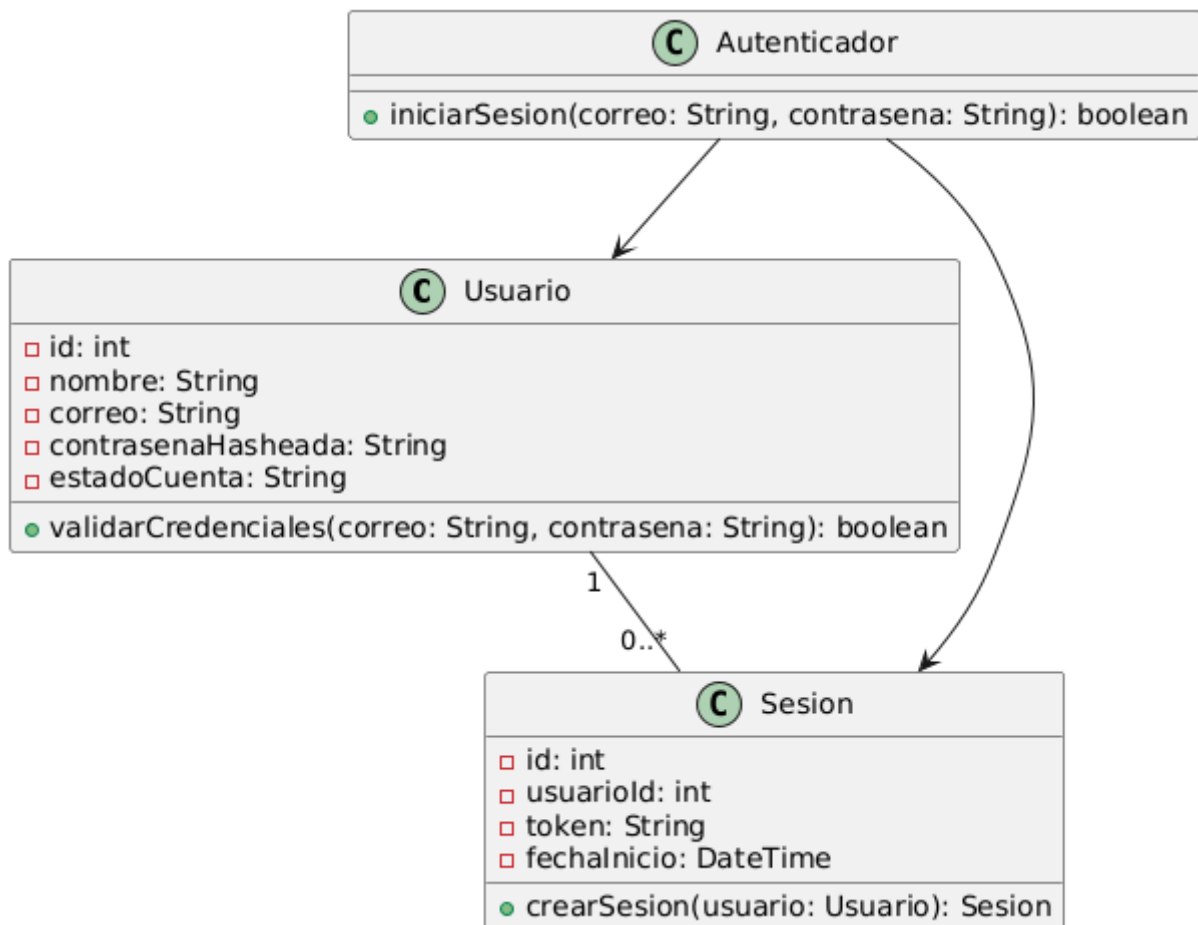 C Autenticador
iniciarSesion(correo: String, contrasena: String): boolean
C Usuario
id: int
nombre: String
correo: String
contrasenaHasheada: String
estadoCuenta: String
validarCredenciales(correo: String, contrasena: String): boolean
1
0..*
C Sesion
id: int
usuarioId: int
token: String
fechaInicio: DateTime
crearSesion(usuario: Usuario): Sesion